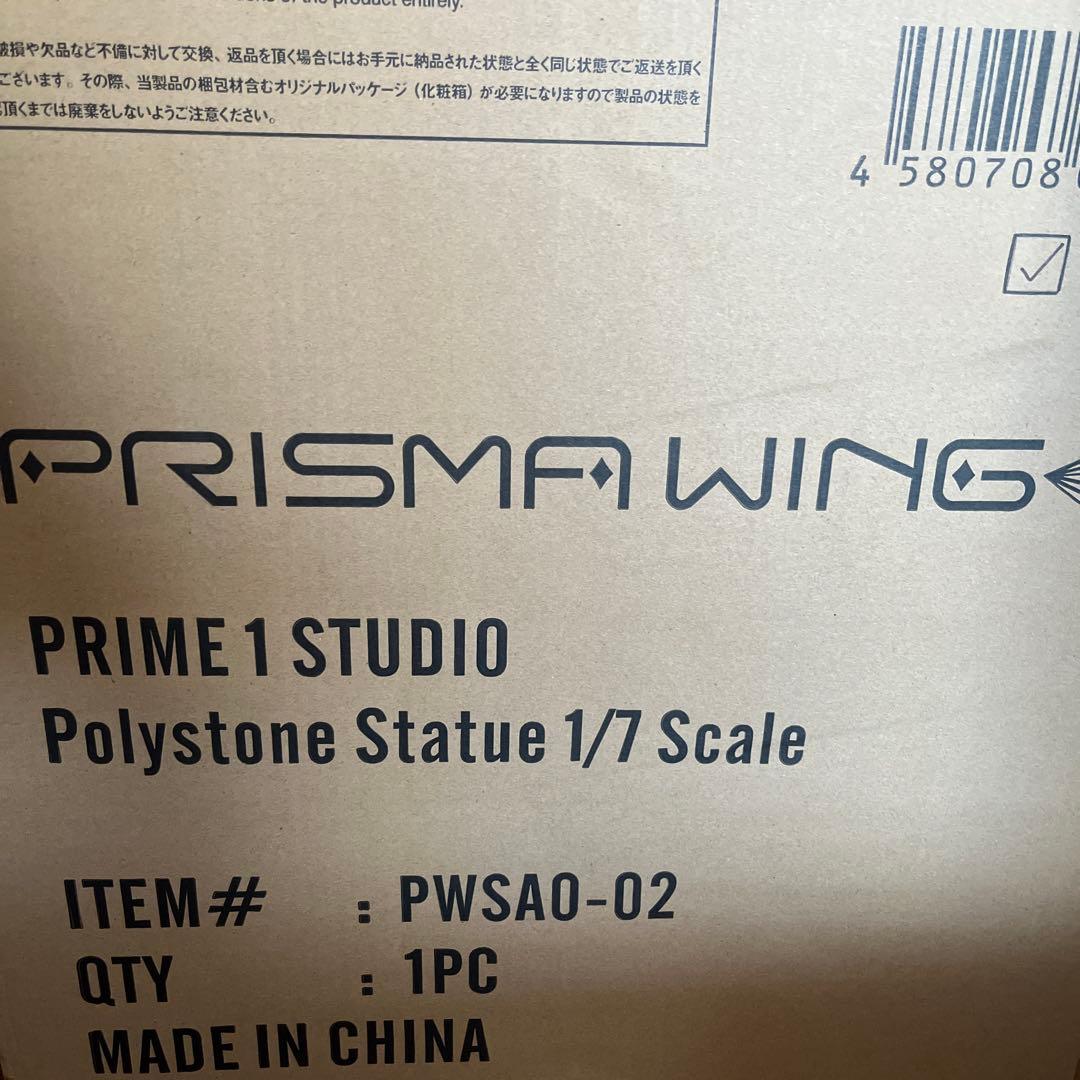 of the product entirely.
破損や欠品など不備に対して交換、返品を頂く場合にはお手元に納品された状態と全く同じ状態でご返送を頂く
ございます。その際、当製品の梱包材含むオリジナルパッケージ（化粧箱）が必要になりますので製品の状態を
頂くまでは廃棄をしないようご注意ください。
4 580708
PRISMA WING
PRIME 1 STUDIO
Polystone Statue 1/7 Scale
ITEM# : PWSAO-02
QTY : 1PC
MADE IN CHINA